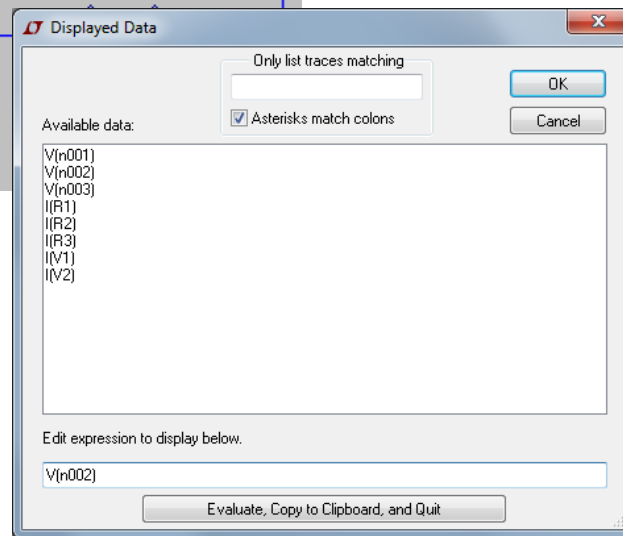 Displayed Data
Only list traces matching
OK
Asterisks match colons
Cancel
Available data:
V(n001)
V(n002)
V(n003)
I(R1)
I(R2)
I(R3)
I(V1)
I(V2)
Edit expression to display below.
V(n002)
Evaluate, Copy to Clipboard, and Quit